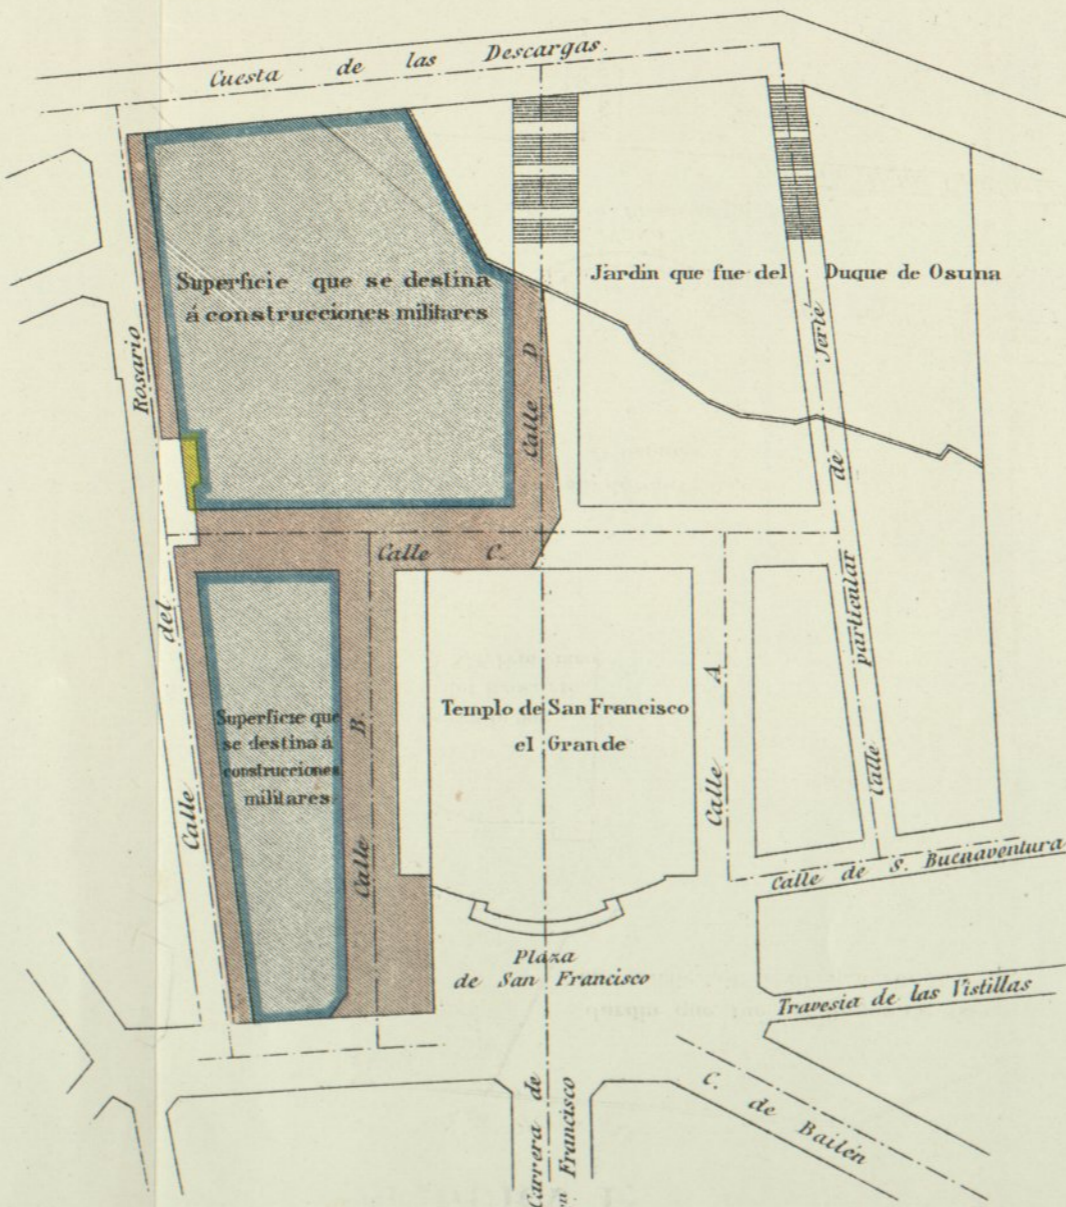 Cuesta de las Descargas.
Superficie que se destina
á construcciones militares
Jardin que fue del Duque de Osuna
Calle del Rosario
Calle D
Calle C.
Calle B.
Calle A
Calle particular de Jerte
Superficie que
se destina á
construcciones
militares.
Templo de San Francisco
el Grande
Calle de S. Buenaventura
Plaza
de San Francisco
Travesia de las Vistillas
C. de Bailén
Carrera de
Francisco